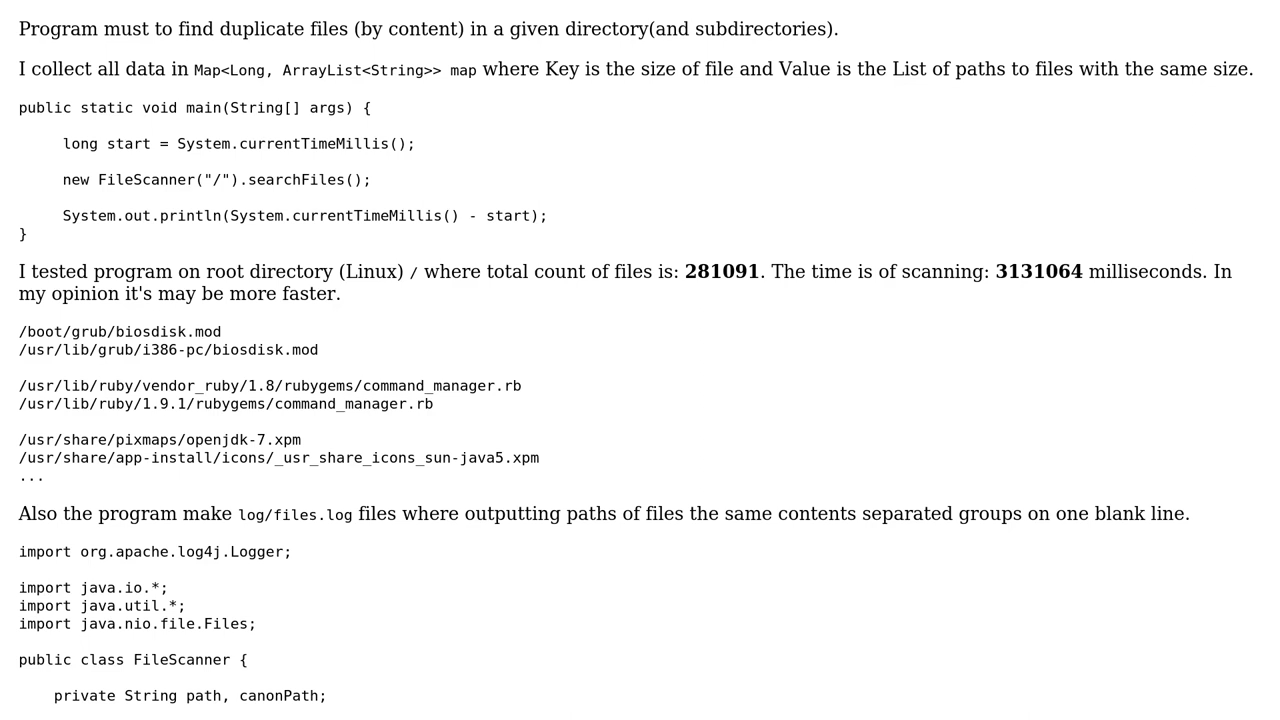 Program must to find duplicate files (by content) in a given directory(and subdirectories).
I collect all data in Map<Long, ArrayList<String>> map where Key is the size of file and Value is the List of paths to files with the same size.
public static void main(String[] args) {
long start = System.currentTimeMillis();
new FileScanner("/").searchFiles();
System.out.println(System.currentTimeMillis() - start);
}
I tested program on root directory (Linux) / where total count of files is: 281091. The time is of scanning: 3131064 milliseconds. In
my opinion it's may be more faster.
/boot/grub/biosdisk.mod
/usr/lib/grub/i386-pc/biosdisk.mod
/usr/lib/ruby/vendor_ruby/1.8/rubygems/command_manager.rb
/usr/lib/ruby/1.9.1/rubygems/command_manager.rb
/usr/share/pixmaps/openjdk-7.xpm
/usr/share/app-install/icons/_usr_share_icons_sun-java5.xpm
...
Also the program make log/files.log files where outputting paths of files the same contents separated groups on one blank line.
import org.apache.log4j.Logger;
import java.io.*;
import java.util.*;
import java.nio.file.Files;
public class FileScanner {
private String path, canonPath;